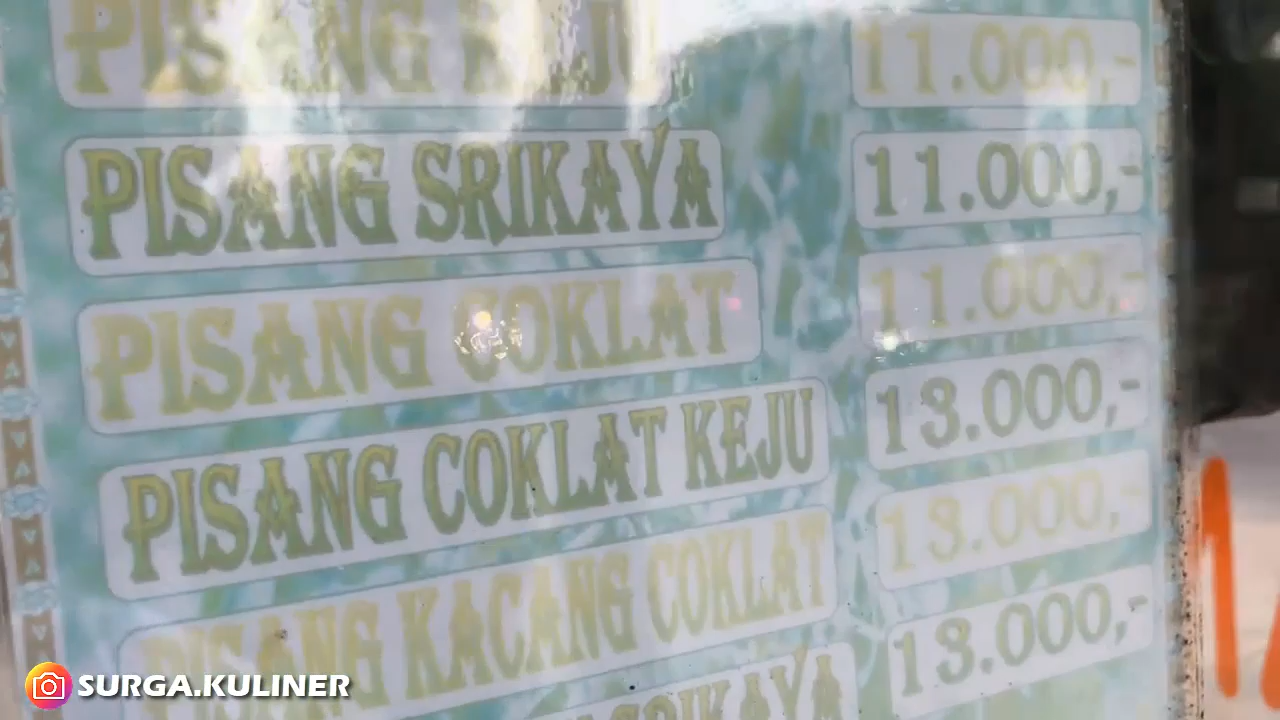 PISANG KEJU 11.000,-
PISANG SRIKAYA 11.000,-
PISANG COKLAT 11.000,-
PISANG COKLAT KEJU 13.000,-
PISANG KACANG COKLAT 13.000,-
SRIKAYA 13.000,-
SURGA.KULINER